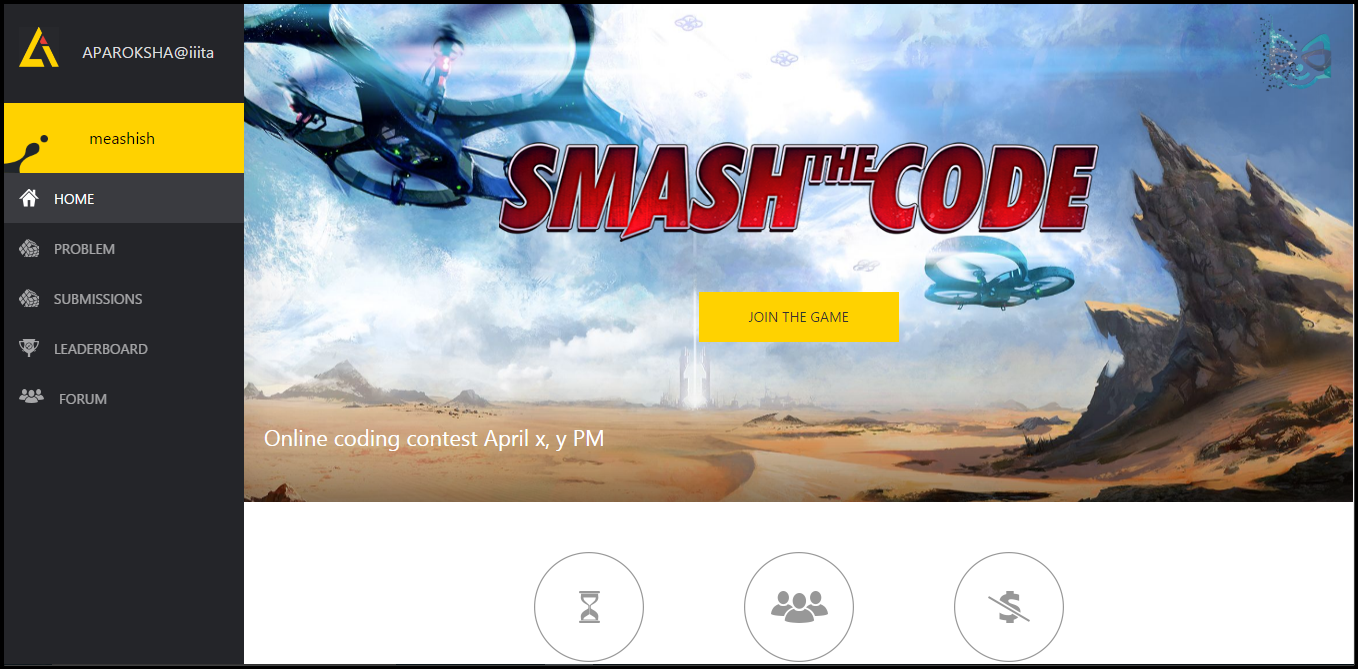 APAROKSHA@iiita
meashish
HOME
PROBLEM
SUBMISSIONS
LEADERBOARD
FORUM
SMASH THE CODE
JOIN THE GAME
Online coding contest April x, y PM